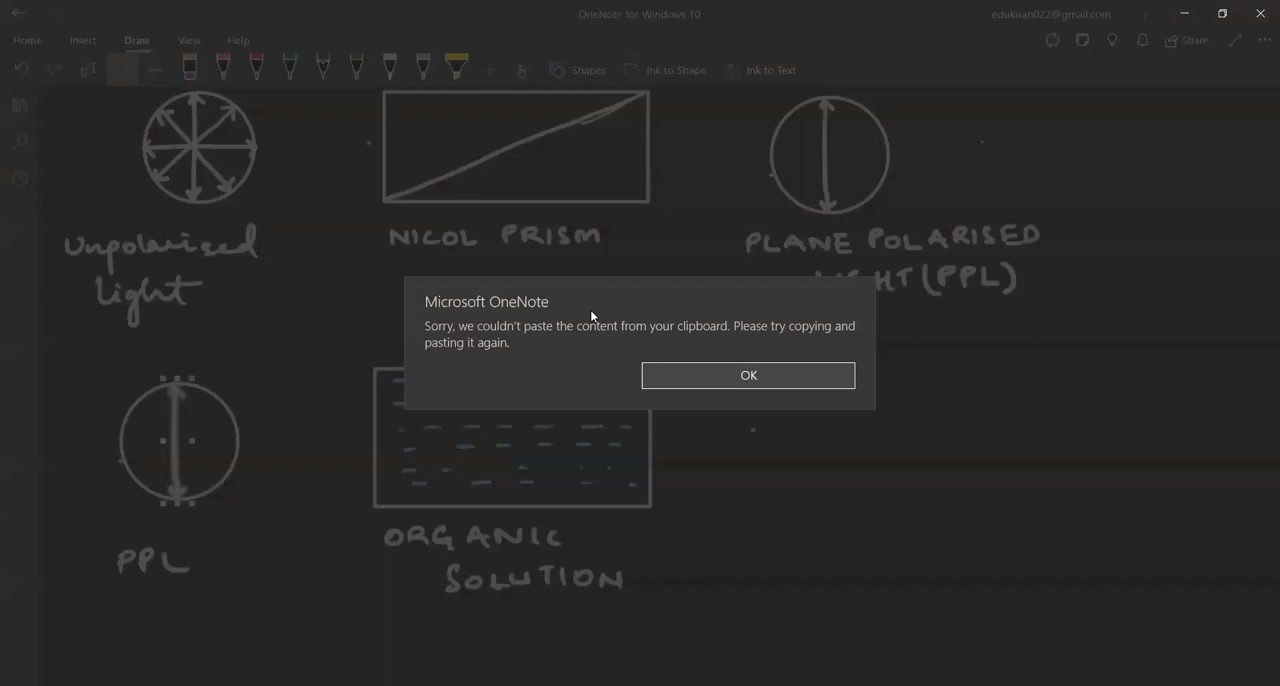 OneNote for Windows 10
edukiran022@gmail.com
Home Insert Draw View Help
Share
Shapes Ink to Shape Ink to Text
Unpolarised
light
NICOL PRISM
PLANE POLARISED
LIGHT (PPL)
Microsoft OneNote
Sorry, we couldn't paste the content from your clipboard. Please try copying and
pasting it again.
OK
PPL
ORGANIC
SOLUTION